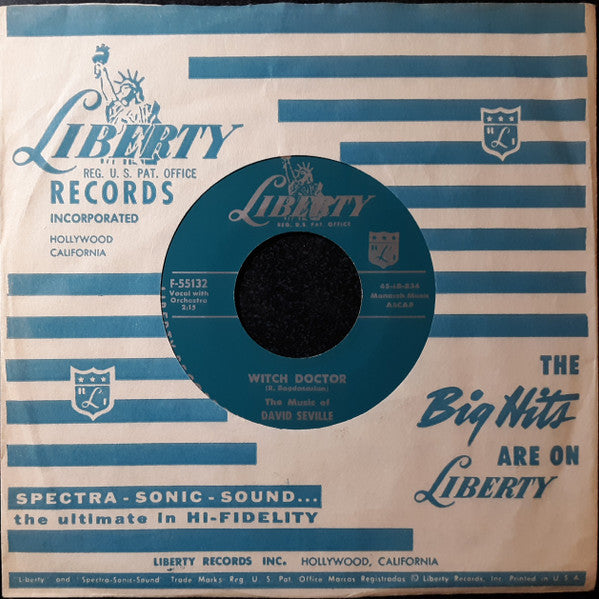 LIBERTY
REG. U. S. PAT. OFFICE
RECORDS
INCORPORATED
HOLLYWOOD
CALIFORNIA
"L"
LIBERTY
REG. U.S. PAT. OFFICE
"L"
F-55132
Vocal with
Orchestra
2:15
45-LB-836
Monarch Music
ASCAP
WITCH DOCTOR
(R. Bagdasarian)
The Music of
DAVID SEVILLE
"L"
THE
Big Hits
ARE ON
LIBERTY
SPECTRA-SONIC-SOUND...
the ultimate in HI-FIDELITY
LIBERTY RECORDS INC. HOLLYWOOD, CALIFORNIA
"Liberty" and "Spectra-Sonic-Sound" Trade Marks Reg. U. S. Pat. Office Marcas Registradas © Liberty Records, Inc. Printed in U.S.A.